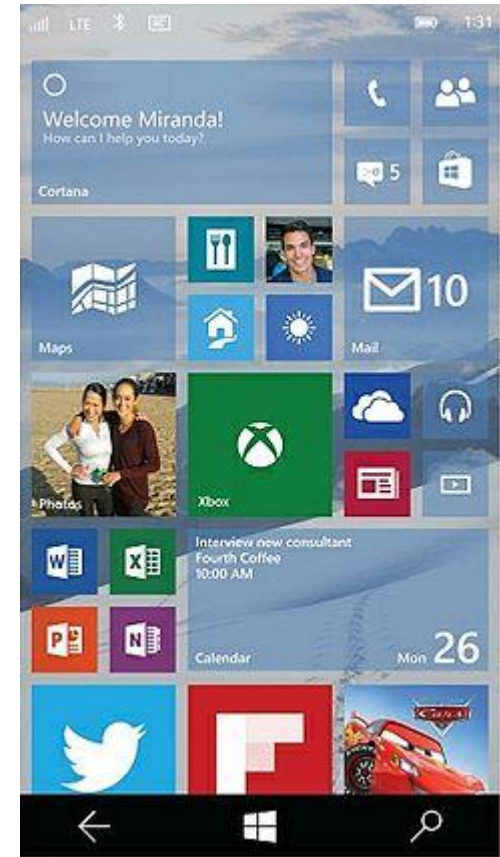 LTE 1:31
Welcome Miranda!
How can I help you today?
Cortana
5
Maps
10
Mail
Photos
Xbox
W
X
Interview new consultant
Fourth Coffee
10:00 AM
P
N
Calendar
Mon 26
Cars